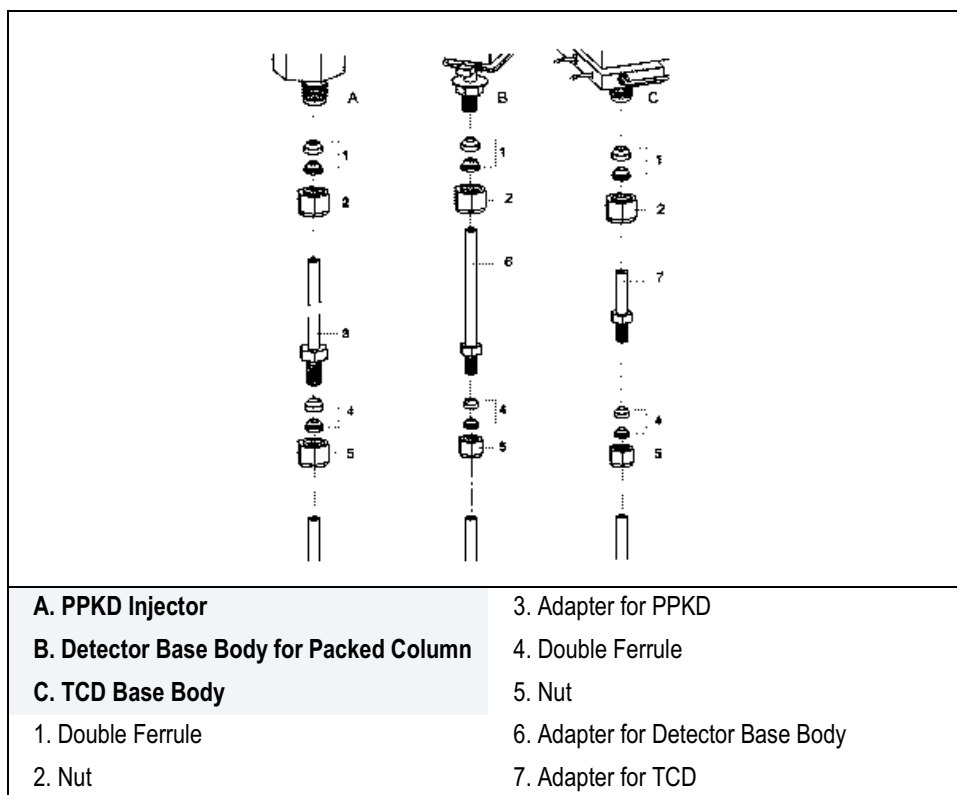 A B C
1 1 1
2 2 2
6 7
3
4 4 4
5 5 5
A. PPKD Injector
B. Detector Base Body for Packed Column
C. TCD Base Body
1. Double Ferrule
2. Nut
3. Adapter for PPKD
4. Double Ferrule
5. Nut
6. Adapter for Detector Base Body
7. Adapter for TCD